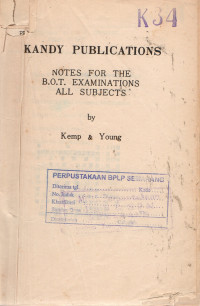 K34
KANDY PUBLICATIONS
NOTES FOR THE
B.O.T. EXAMINATIONS
ALL SUBJECTS
by
Kemp & Young
PERPUSTAKAAN BPLP